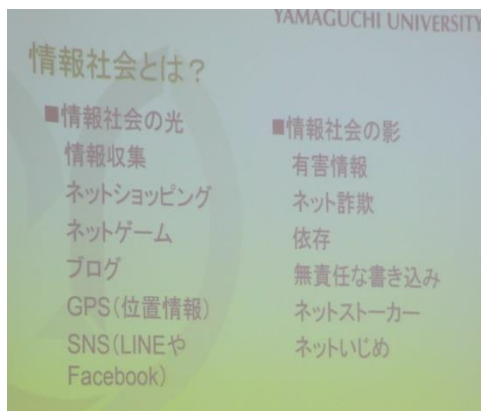 YAMAGUCHI UNIVERSITY
情報社会とは？
■情報社会の光
情報収集
ネットショッピング
ネットゲーム
ブログ
GPS(位置情報)
SNS(LINEや
Facebook)
■情報社会の影
有害情報
ネット詐欺
依存
無責任な書き込み
ネットストーカー
ネットいじめ